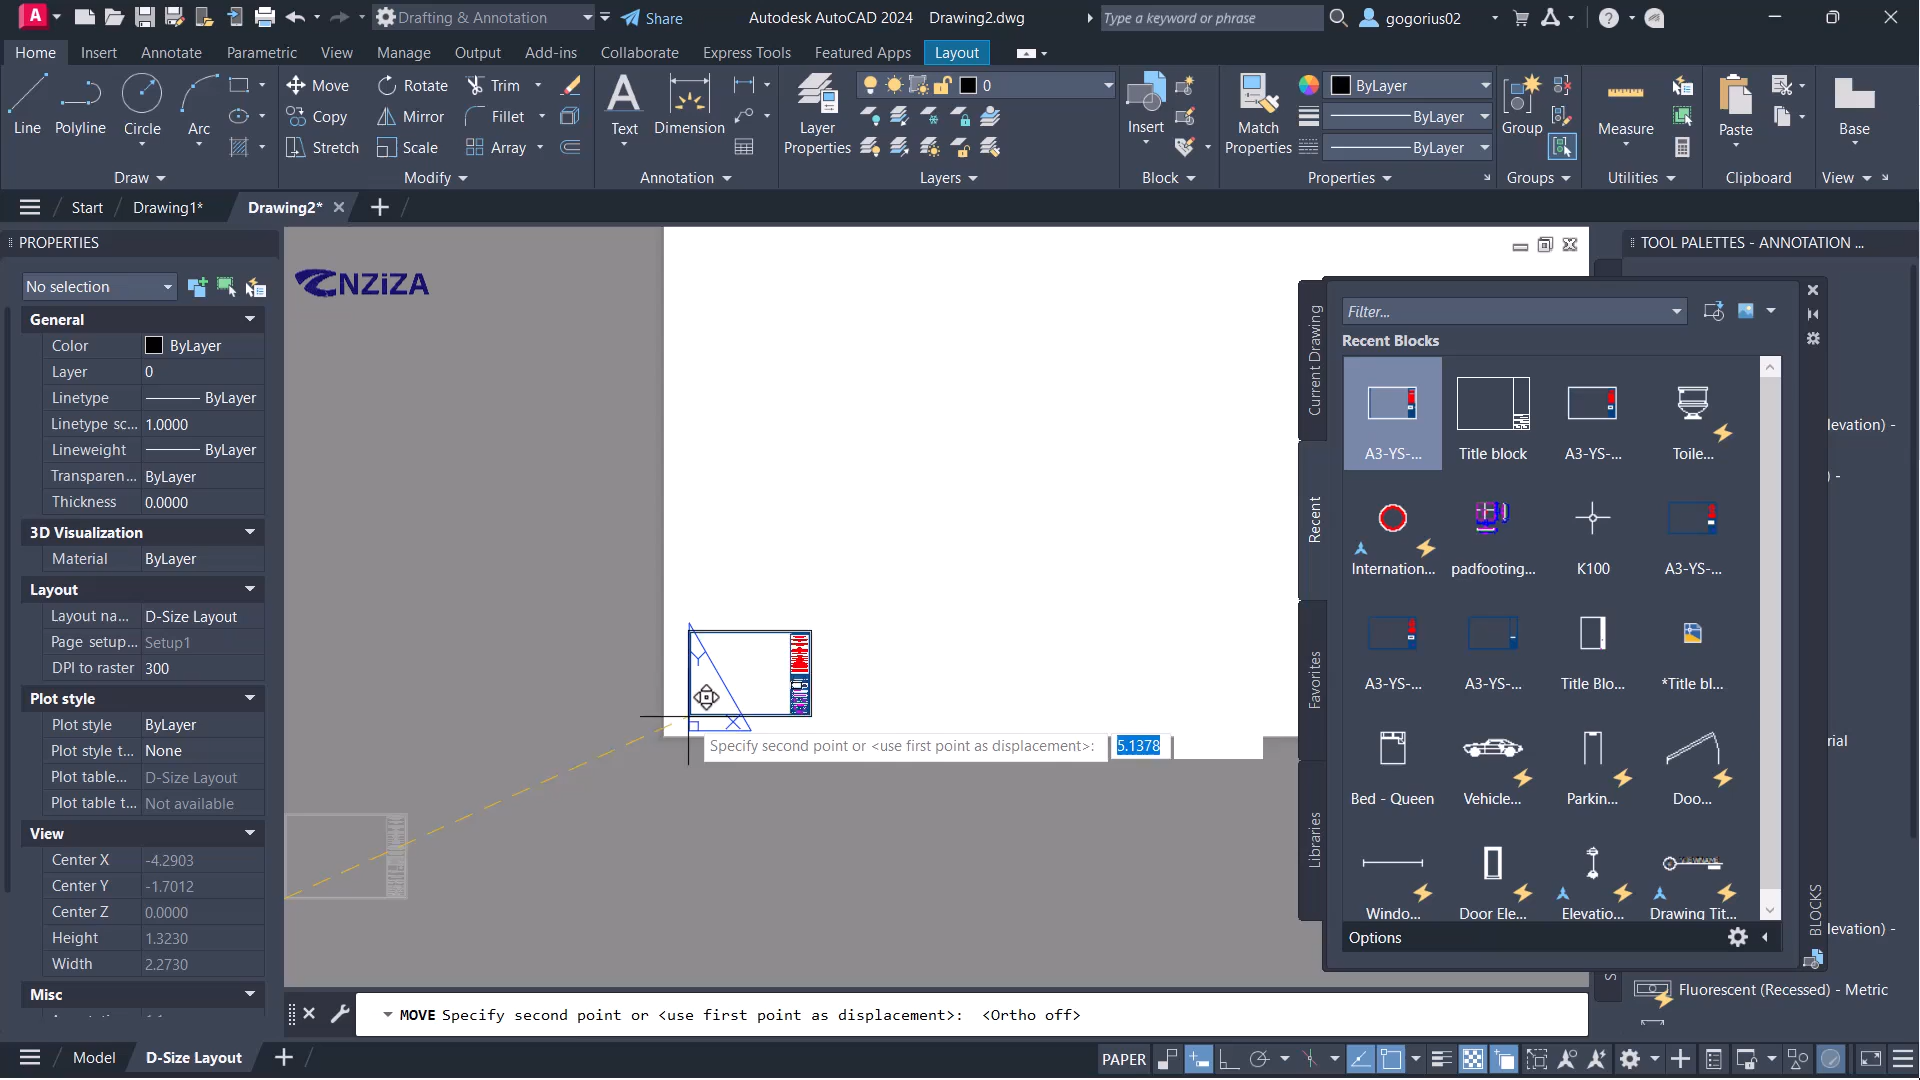 Drafting & Annotation
Share
Autodesk AutoCAD 2024 Drawing2.dwg
Type a keyword or phrase
gogorius02
Home Insert Annotate Parametric View Manage Output Add-ins Collaborate Express Tools Featured Apps Layout
Line Polyline Circle Arc
Move Rotate Trim
Copy Mirror Fillet
Stretch Scale Array
Text Dimension
Layer Properties
0
Insert
Match Properties
ByLayer
ByLayer
ByLayer
Group
Measure
Paste
Base
Draw Modify Annotation Layers Block Properties Groups Utilities Clipboard View
Start Drawing1* Drawing2*
PROPERTIES
No selection
General
Color ByLayer
Layer 0
Linetype ByLayer
Linetype sc... 1.0000
Lineweight ByLayer
Transparen... ByLayer
Thickness 0.0000
3D Visualization
Material ByLayer
Layout
Layout na... D-Size Layout
Page setup... Setup1
DPI to raster 300
Plot style
Plot style ByLayer
Plot style t... None
Plot table... D-Size Layout
Plot table t... Not available
View
Center X -4.2903
Center Y -1.7012
Center Z 0.0000
Height 1.3230
Width 2.2730
Misc
NZiZA
Y
X
Specify second point or <use first point as displacement>: 5.1378
TOOL PALETTES - ANNOTATION ...
Current Drawing
Recent
Favorites
Libraries
Filter...
Recent Blocks
A3-YS-... Title block A3-YS-... Toile...
Internation... padfooting... K100 A3-YS-...
A3-YS-... A3-YS-... Title Blo... *Title bl...
Bed - Queen Vehicle... Parkin... Doo...
Windo... Door Ele... Elevatio... Drawing Tit...
Options
BLOCKS
levation) -
) -
rial
levation) -
Fluorescent (Recessed) - Metric
MOVE Specify second point or <use first point as displacement>: <Ortho off>
Model D-Size Layout
PAPER